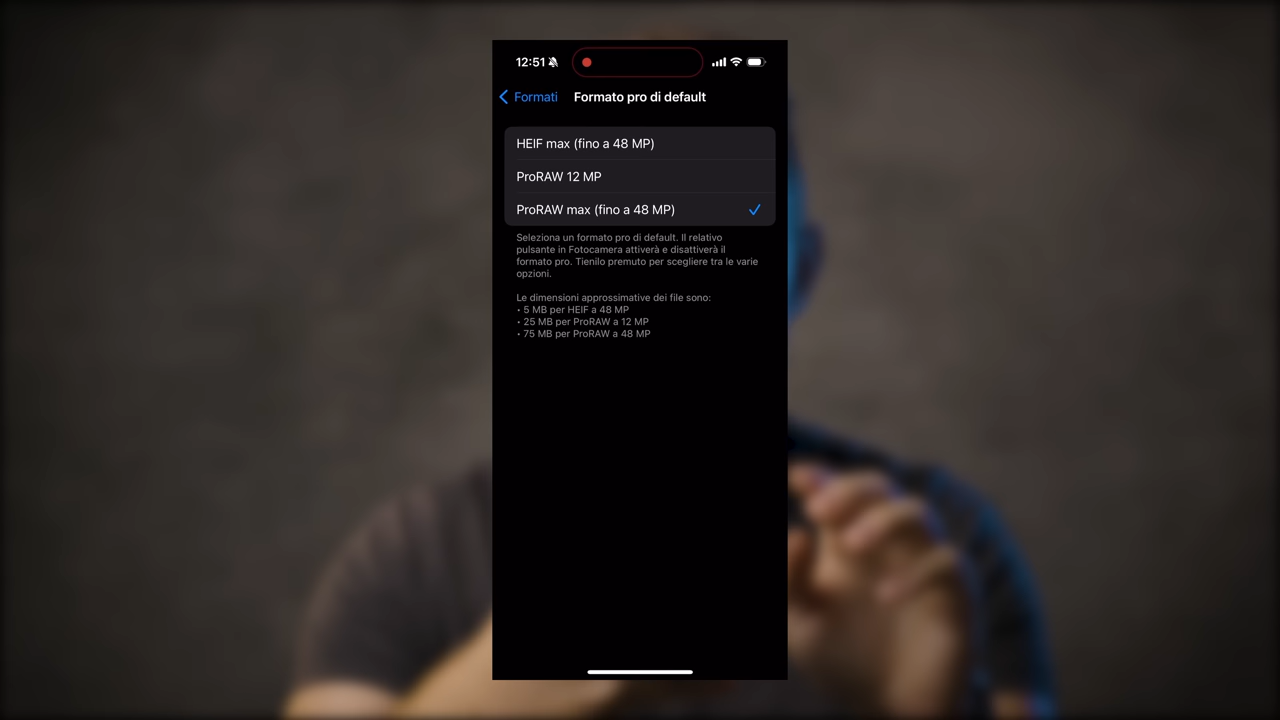 12:51
Formati
Formato pro di default
HEIF max (fino a 48 MP)
ProRAW 12 MP
ProRAW max (fino a 48 MP)
Seleziona un formato pro di default. Il relativo
pulsante in Fotocamera attiverà e disattiverà il
formato pro. Tienilo premuto per scegliere tra le varie
opzioni.
Le dimensioni approssimative dei file sono:
• 5 MB per HEIF a 48 MP
• 25 MB per ProRAW a 12 MP
• 75 MB per ProRAW a 48 MP